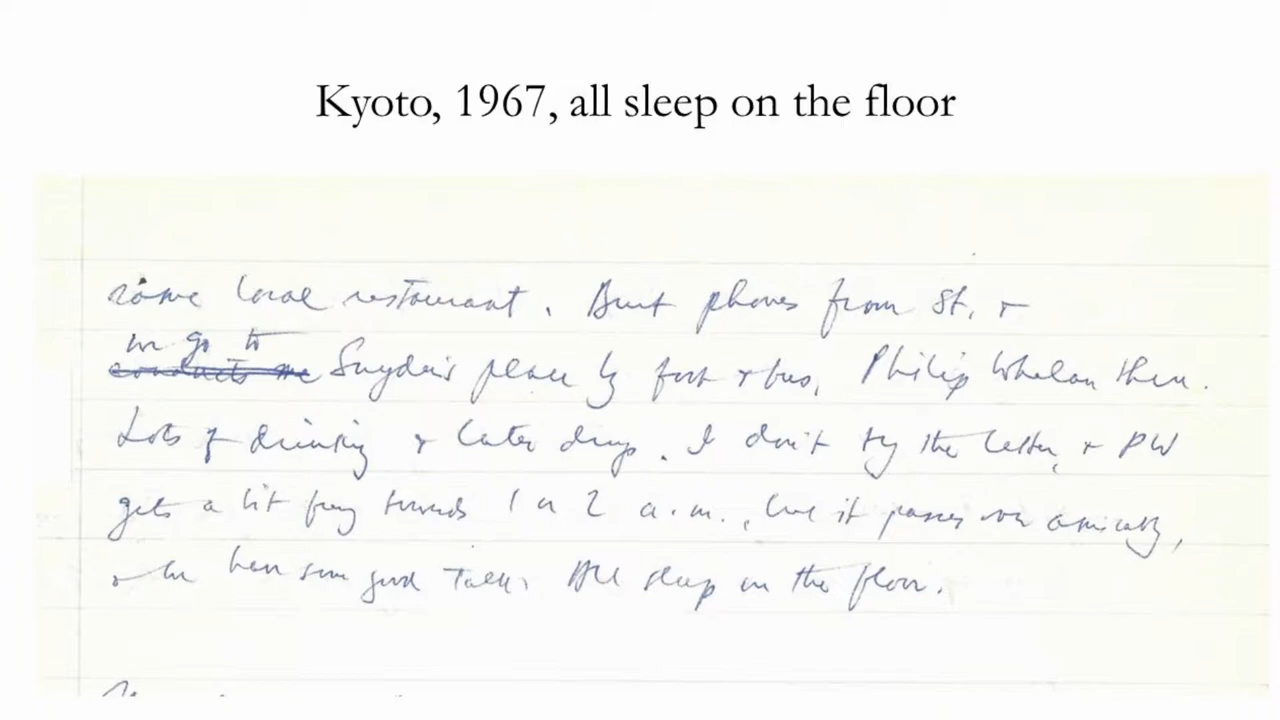 Kyoto, 1967, all sleep on the floor
some local restaurant. Burt phones from St, +
we go to
conducts me Snyder's place by foot + bus, Philip Whalen there.
Lots of drinking + later drugs. I don't try the latter, + PW
gets a bit towards 1 or 2 a.m., but it passes over amicably,
+ we have some good talk. All sleep on the floor.